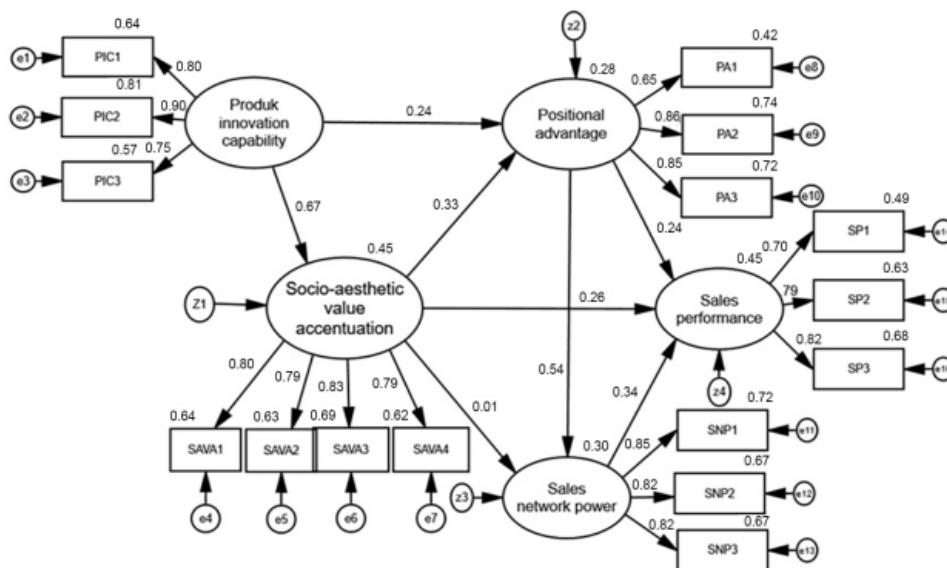 0.64
e1
PIC1
0.80
0.81
e2
PIC2
0.90
0.57
0.75
e3
PIC3
Produk
innovation
capability
0.24
0.67
z2
0.28
Positional
advantage
0.65
0.42
PA1
e8
0.86
0.74
PA2
e9
0.85
0.72
PA3
e10
0.33
0.24
0.45
Z1
Socio-aesthetic
value
accentuation
0.26
0.54
0.01
0.45
Sales
performance
z4
0.70
0.49
SP1
79
0.63
SP2
0.82
0.68
SP3
0.80
0.79
0.83
0.79
0.64
0.63
0.69
0.62
SAVA1
SAVA2
SAVA3
SAVA4
e4
e5
e6
e7
0.34
0.30
z3
Sales
network power
0.85
0.72
SNP1
e11
0.82
0.67
SNP2
e12
0.82
0.67
SNP3
e13